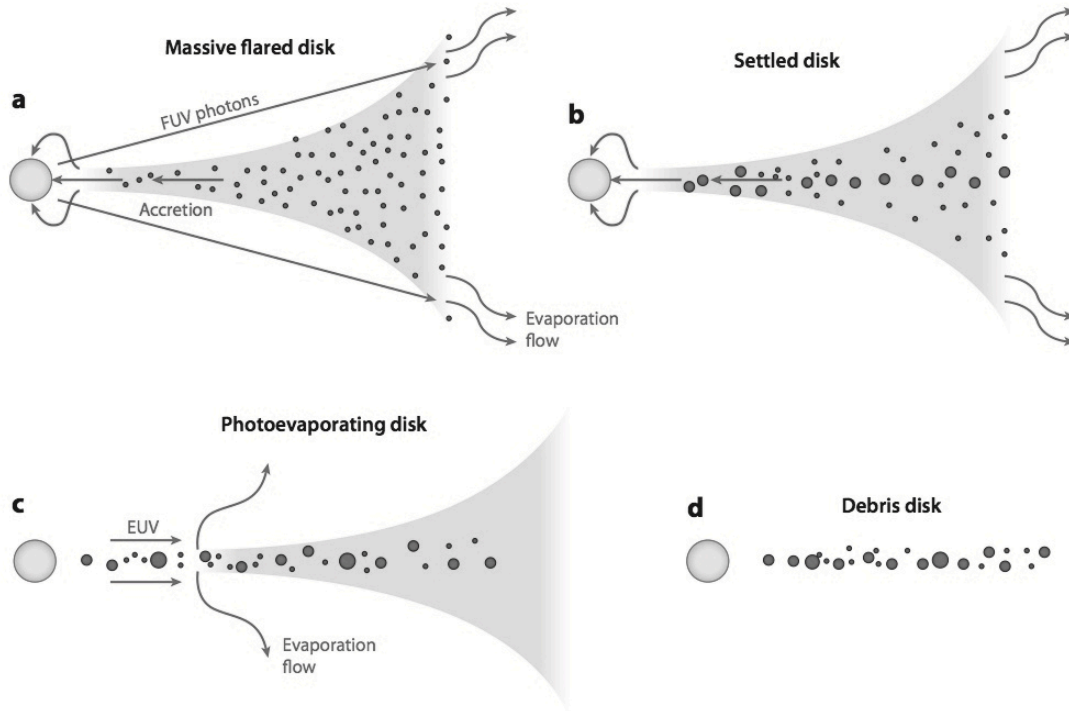 Massive flared disk
a
FUV photons
Accretion
Evaporation
flow
Settled disk
b
Photoevaporating disk
c
EUV
Evaporation
flow
Debris disk
d